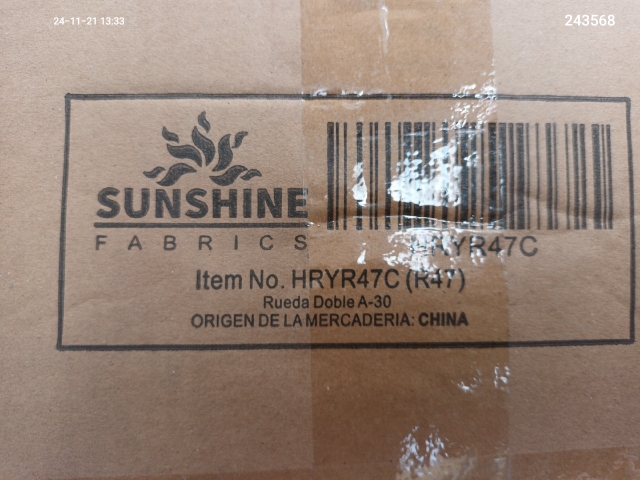 24-11-21 13:33
243568
SUNSHINE
FABRICS
HRYR47C
Item No. HRYR47C (R47)
Rueda Doble A-30
ORIGEN DE LA MERCADERIA: CHINA